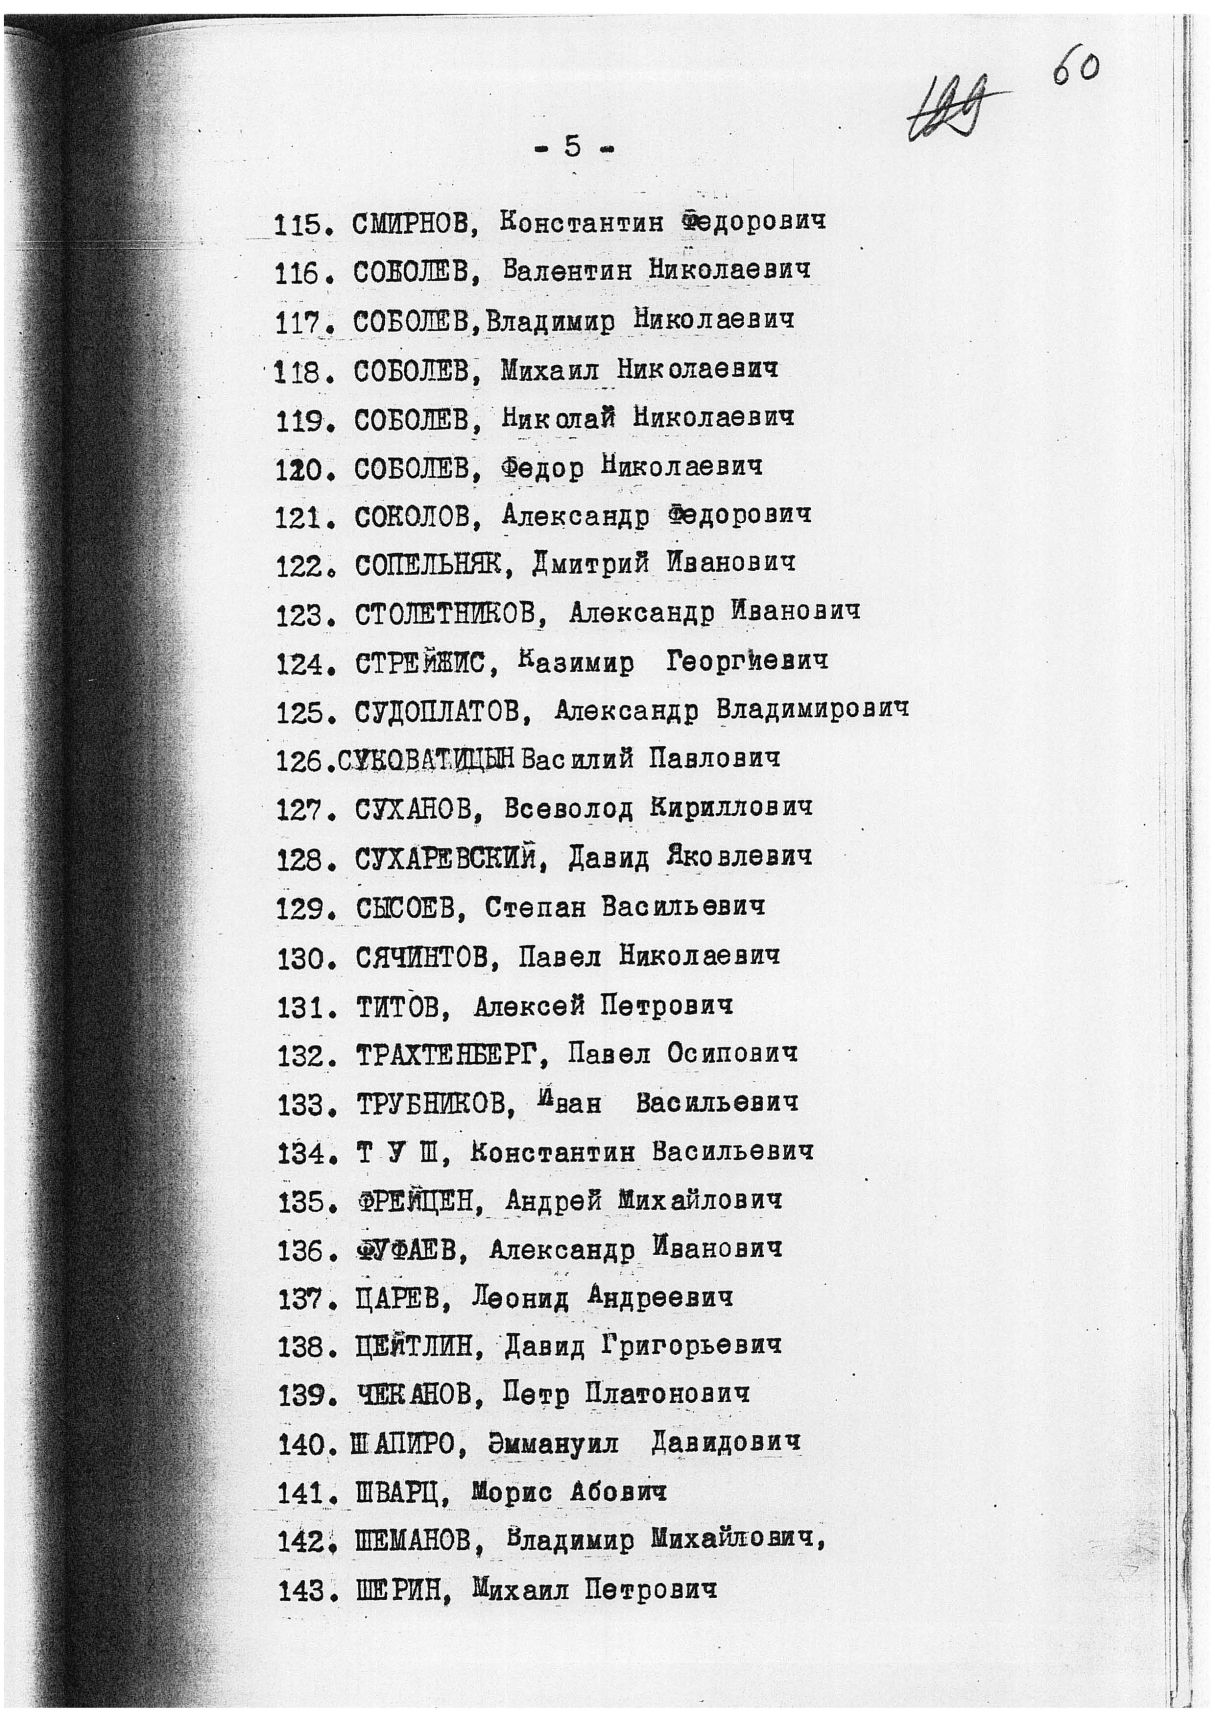 60
199
- 5 -
115. СМИРНОВ, Константин Федорович
116. СОБОЛЕВ, Валентин Николаевич
117. СОБОЛЕВ,Владимир Николаевич
118. СОБОЛЕВ, Михаил Николаевич
119. СОБОЛЕВ, Николай Николаевич
120. СОБОЛЕВ, Федор Николаевич
121. СОКОЛОВ, Александр Федорович
122. СОПЕЛЬНЯК, Дмитрий Иванович
123. СТОЛЕТНИКОВ, Александр Иванович
124. СТРЕЙЖИС, Казимир Георгиевич
125. СУДОПЛАТОВ, Александр Владимирович
126.СУКОВАТИЦЫН Василий Павлович
127. СУХАНОВ, Всеволод Кириллович
128. СУХАРЕВСКИЙ, Давид Яковлевич
129. СЫСОЕВ, Степан Васильевич
130. СЯЧИНТОВ, Павел Николаевич
131. ТИТОВ, Алексей Петрович
132. ТРАХТЕНБЕРГ, Павел Осипович
133. ТРУБНИКОВ, Иван Васильевич
134. Т У Ш, Константин Васильевич
135. ФРЕЙЦЕН, Андрей Михайлович
136. ФУФАЕВ, Александр Иванович
137. ЦАРЕВ, Леонид Андреевич
138. ЦЕЙТЛИН, Давид Григорьевич
139. ЧЕКАНОВ, Петр Платонович
140. ШАПИРО, Эммануил Давидович
141. ШВАРЦ, Морис Абович
142. ШЕМАНОВ, Владимир Михайлович,
143. ШЕРИН, Михаил Петрович